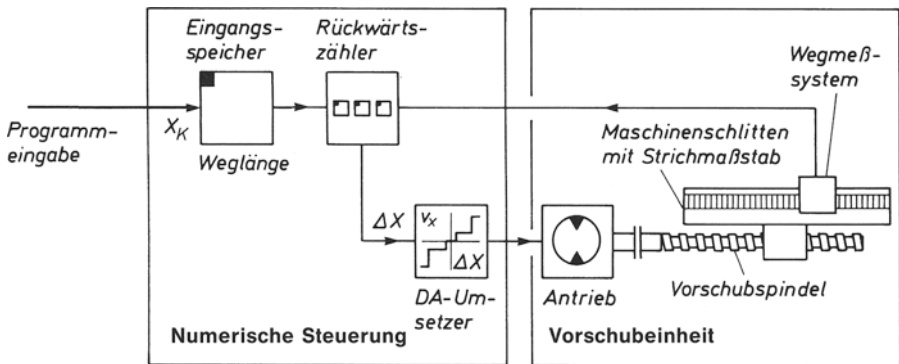 Eingangs-
speicher
Rückwärts-
zähler
Wegmeß-
system
Programm-
eingabe
X_K
Weglänge
Maschinenschlitten
mit Strichmaßstab
ΔX
v_x
ΔX
DA-Um-
setzer
Antrieb
Vorschubspindel
Numerische Steuerung
Vorschubeinheit